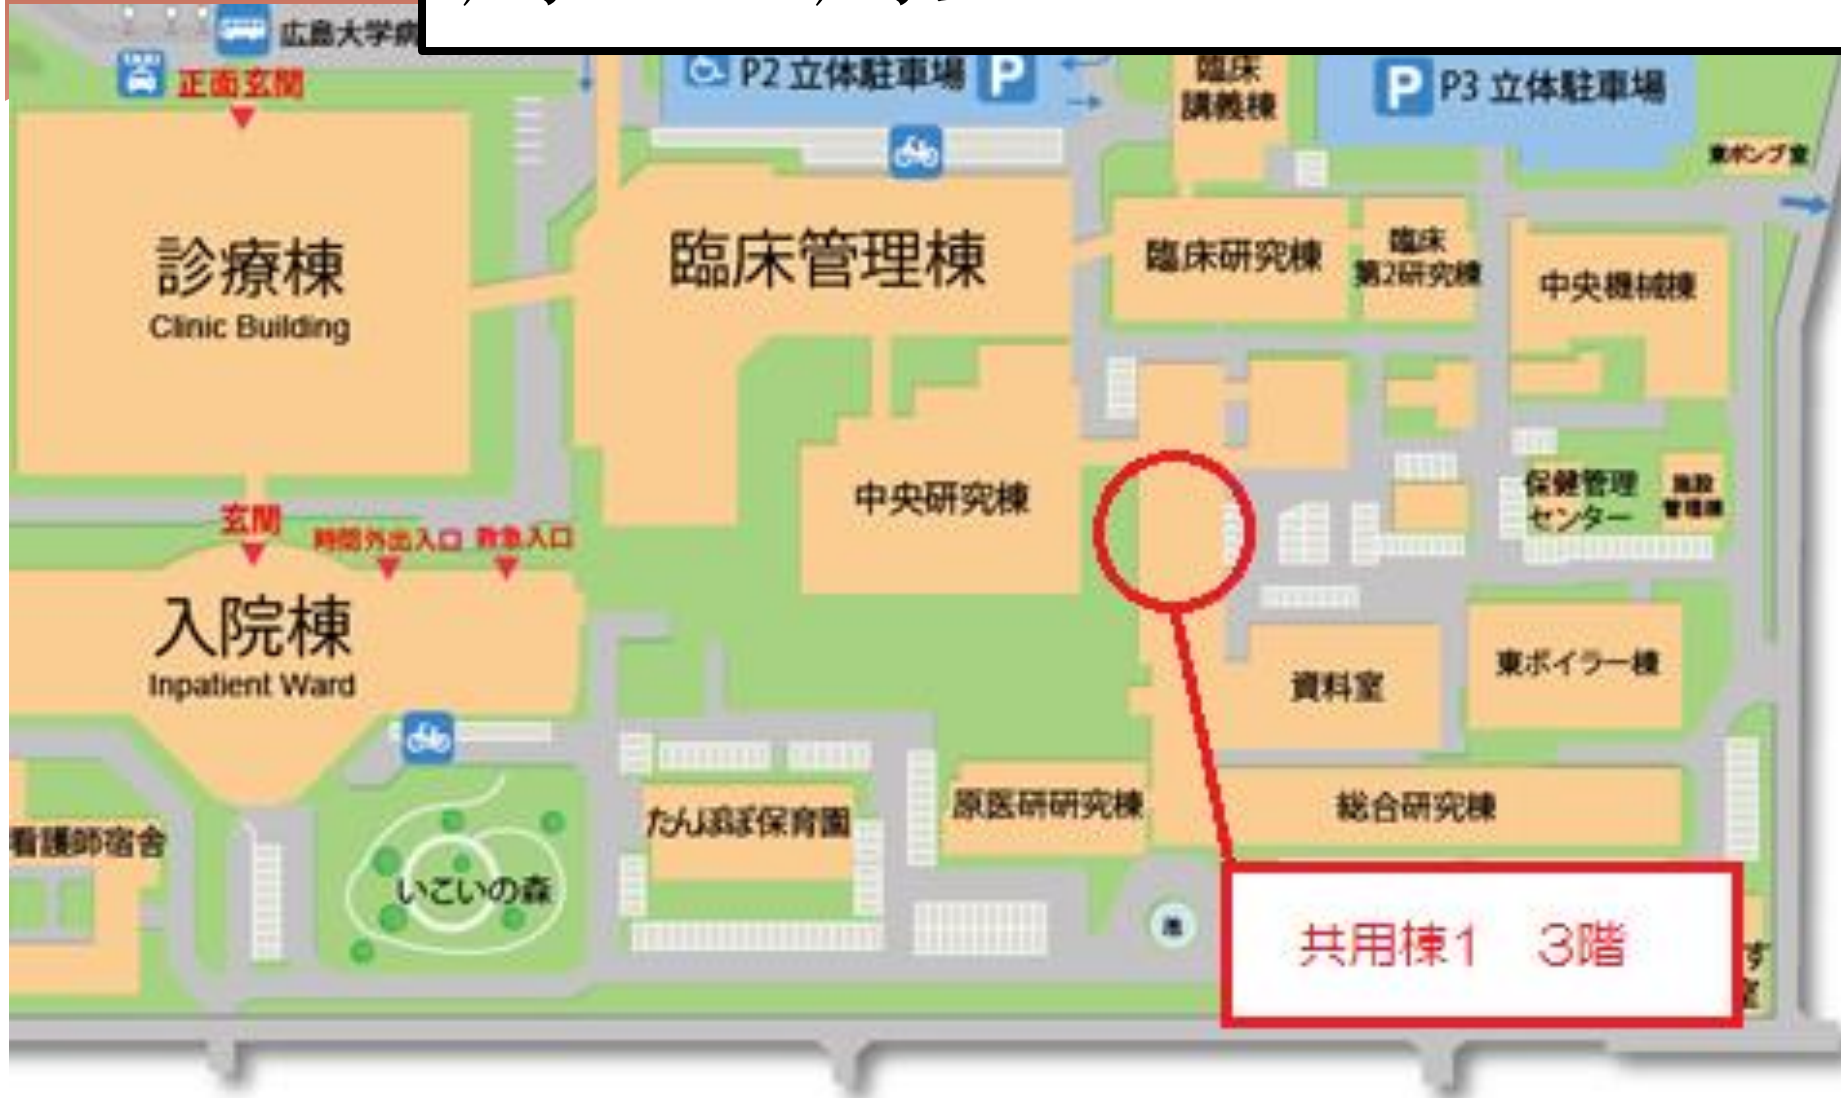 広島大学病
正面玄関
P2 立体駐車場 P
臨床
講義棟
P P3 立体駐車場
東ポンプ室
診療棟
Clinic Building
臨床管理棟
臨床研究棟
臨床
第2研究棟
中央機械棟
中央研究棟
保健管理
センター
施設
管理棟
玄関
時間外出入口
救急入口
入院棟
Inpatient Ward
資料室
東ボイラー棟
たんぽぽ保育園
原医研研究棟
総合研究棟
看護師宿舎
いこいの森
共用棟1 3階